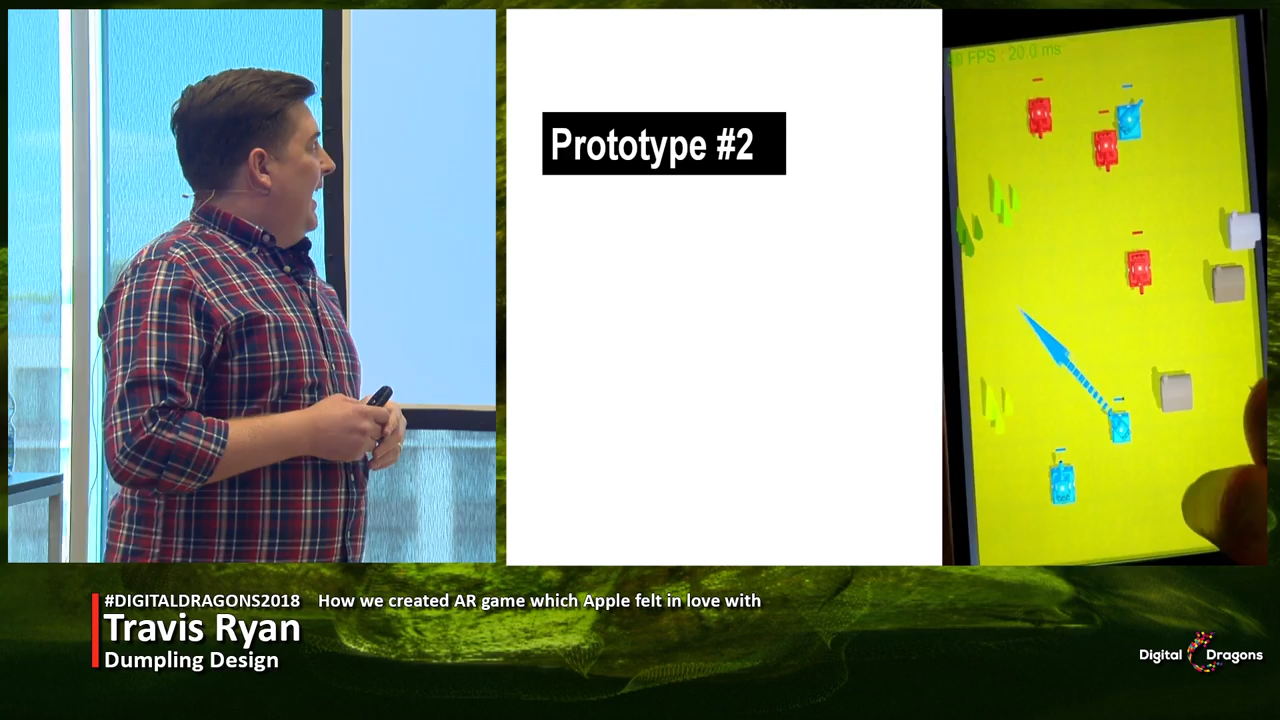 Prototype #2
FPS : 20.0 ms
#DIGITALDRAGONS2018 How we created AR game which Apple felt in love with
Travis Ryan
Dumpling Design
Digital Dragons